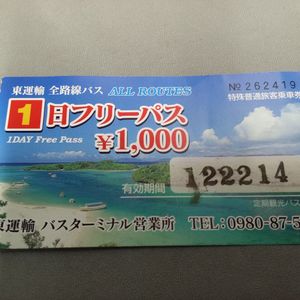 東運輸 全路線バス ALL ROUTES
№262419
特殊普通旅客乗車券
1日フリーパス
1DAY Free Pass
¥1,000
有効期間
122214
定期観光バス
東運輸 バスターミナル営業所 TEL:0980-87-5